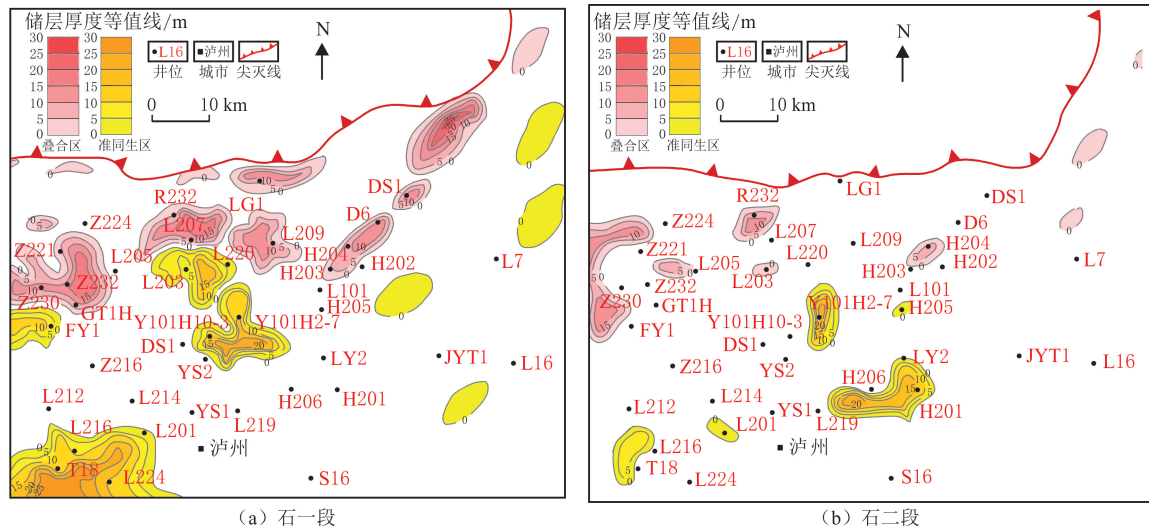 储层厚度等值线/m
30
25
20
15
10
5
0
叠合区
30
25
20
15
10
5
0
准同生区
L16
井位
泸州
城市
尖灭线
N
0 10 km
R232
LG1
DS1
Z224
L207
D6
Z221
L205
L220
L209
H204
L203
H203
H202
L7
Z232
Z230
GT1H
L101
H205
FY1
Y101H10-3
Y101H2-7
DS1
YS2
LY2
JYT1
L16
Z216
L212
L214
YS1
L219
H206
H201
L216
L201
泸州
T18
L224
S16
(a) 石一段
储层厚度等值线/m
30
25
20
15
10
5
0
叠合区
30
25
20
15
10
5
0
准同生区
L16
井位
泸州
城市
尖灭线
N
0 10 km
R232
LG1
DS1
Z224
L207
D6
Z221
L205
L220
L209
H204
L203
H203
H202
L7
Z232
Z230
GT1H
L101
H205
FY1
Y101H10-3
Y101H2-7
DS1
YS2
LY2
JYT1
L16
Z216
L212
L214
YS1
L219
H206
H201
L216
L201
泸州
T18
L224
S16
(b) 石二段